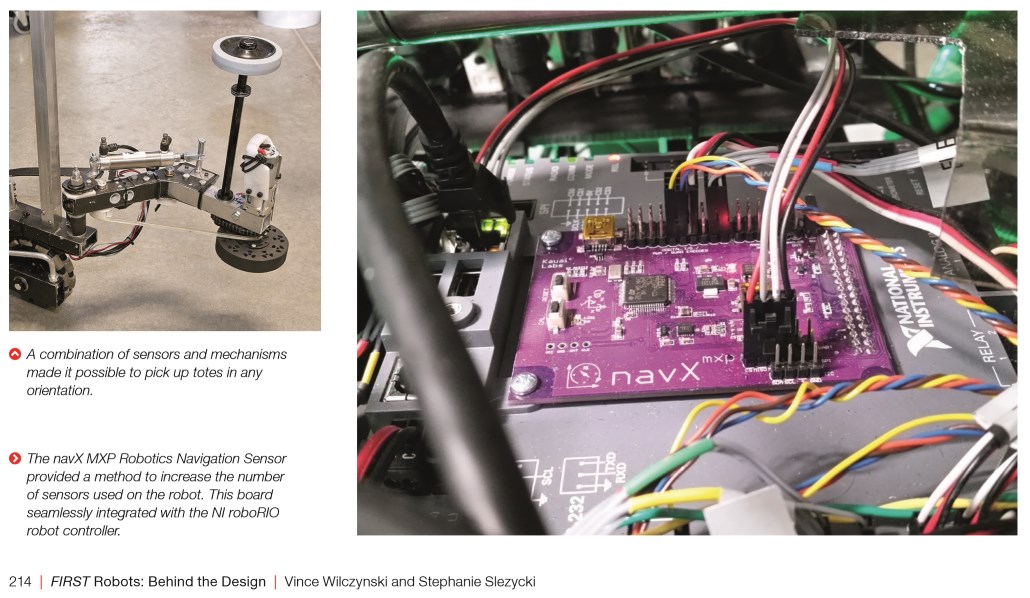 A combination of sensors and mechanisms
made it possible to pick up totes in any
orientation.
The navX MXP Robotics Navigation Sensor
provided a method to increase the number
of sensors used on the robot. This board
seamlessly integrated with the NI roboRIO
robot controller.
Kauai
Labs
navX
mxp
NATIONAL
INSTRUM
RELAY
SPI
SCL
TXD
RXD
-232
C
214 | FIRST Robots: Behind the Design | Vince Wilczynski and Stephanie Slezycki